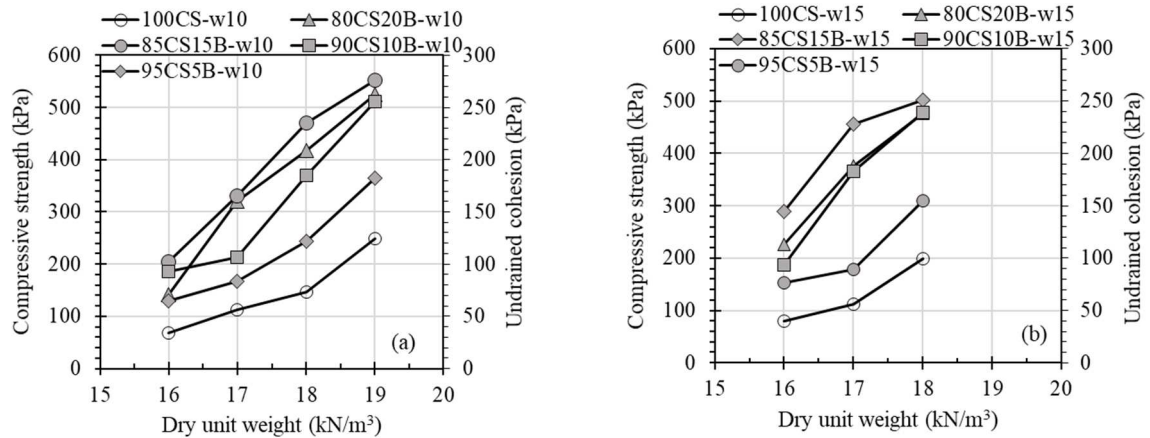 100CS-w10 80CS20B-w10
85CS15B-w10 90CS10B-w10
95CS5B-w10
600
500
400
300
200
100
0
Compressive strength (kPa)
300
250
200
150
100
50
0
Undrained cohesion (kPa)
(a)
15 16 17 18 19 20
Dry unit weight (kN/m³)
100CS-w15 80CS20B-w15
85CS15B-w15 90CS10B-w15
95CS5B-w15
600
500
400
300
200
100
0
Compressive strength (kPa)
300
250
200
150
100
50
0
Undrained cohesion (kPa)
(b)
15 16 17 18 19 20
Dry unit weight (kN/m³)